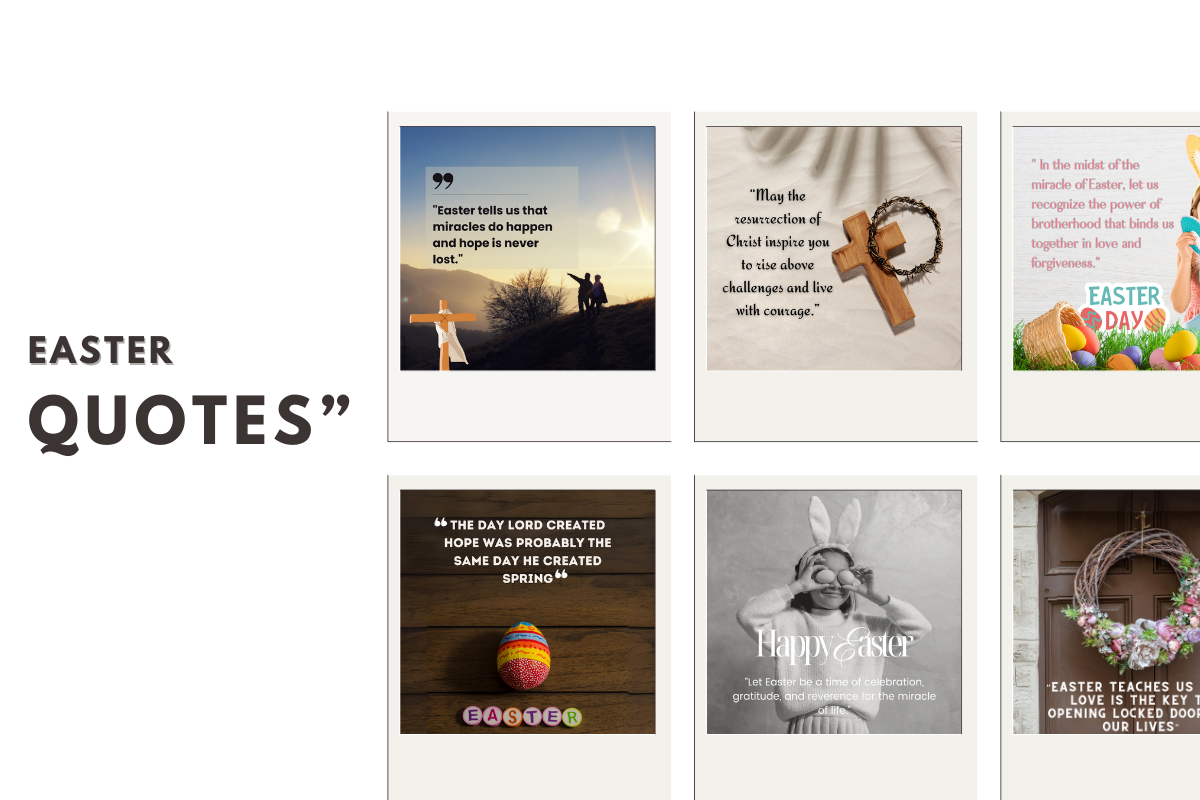 EASTER
QUOTES”
"Easter tells us that
miracles do happen
and hope is never
lost."
“May the
resurrection of
Christ inspire you
to rise above
challenges and live
with courage.”
" In the midst of the
miracle of Easter, let us
recognize the power of
brotherhood that binds us
together in love and
forgiveness."
EASTER
DAY
“THE DAY LORD CREATED
HOPE WAS PROBABLY THE
SAME DAY HE CREATED
SPRING“
EASTER
Happy Easter
"Let Easter be a time of celebration,
gratitude, and reverence for the miracle
of life."
"EASTER TEACHES US
LOVE IS THE KEY
OPENING LOCKED
OUR LIVES"